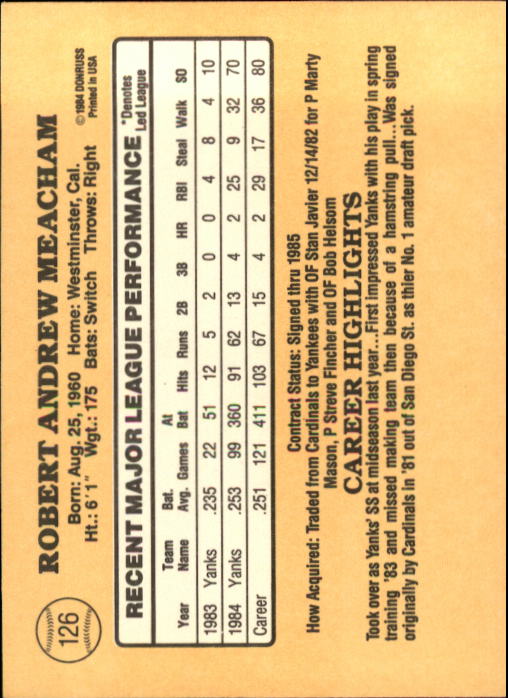 126
ROBERT ANDREW MEACHAM
Born: Aug. 25, 1960 Home: Westminster, Cal.
Ht.: 6'1" Wgt.: 175 Bats: Switch Throws: Right
©1984 DONRUSS
Printed in USA
RECENT MAJOR LEAGUE PERFORMANCE *Denotes Led League
Year Team Name Bat. Avg. Games At Bat Hits Runs 2B 3B HR RBI Steal Walk SO
1983 Yanks .235 22 51 12 5 2 0 0 4 8 4 10
1984 Yanks .253 99 360 91 62 13 4 2 25 9 32 70
Career .251 121 411 103 67 15 4 2 29 17 36 80
Contract Status: Signed thru 1985
How Acquired: Traded from Cardinals to Yankees with OF Stan Javier 12/14/82 for P Marty
Mason, P Streve Fincher and OF Bob Helsom
CAREER HIGHLIGHTS
Took over as Yanks' SS at midseason last year...First impressed Yanks with his play in spring
training '83 and missed making team then because of a hamstring pull...Was signed
originally by Cardinals in '81 out of San Diego St. as thier No. 1 amateur draft pick.